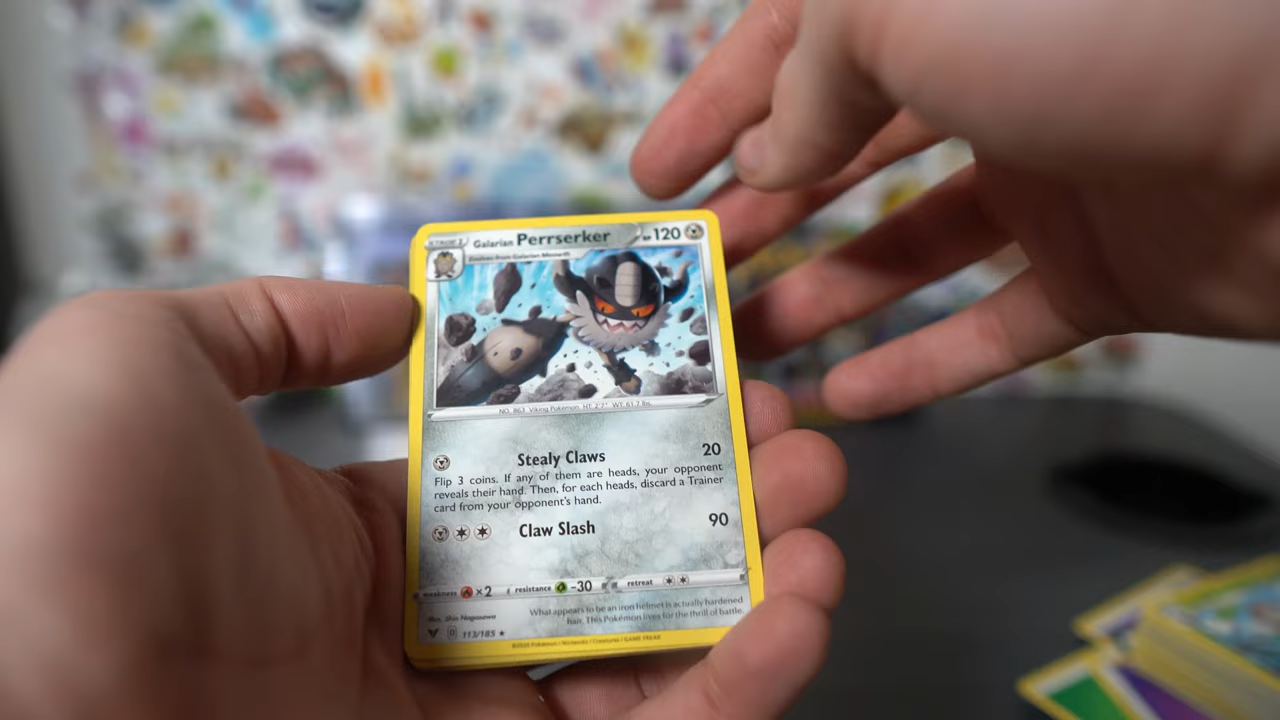 STAGE 1 Galarian Perrserker HP 120
Evolves from Galarian Meowth
NO. 863 Viking Pokémon HT: 2'7" WT: 61.7 lbs.
Stealy Claws 20
Flip 3 coins. If any of them are heads, your opponent
reveals their hand. Then, for each heads, discard a Trainer
card from your opponent's hand.
Claw Slash 90
weakness ×2 resistance -30 retreat
Illus. Shin Nagasawa
What appears to be an iron helmet is actually hardened
hair. This Pokémon lives for the thrill of battle.
D 113/185 ★
©2020 Pokémon / Nintendo / Creatures / GAME FREAK